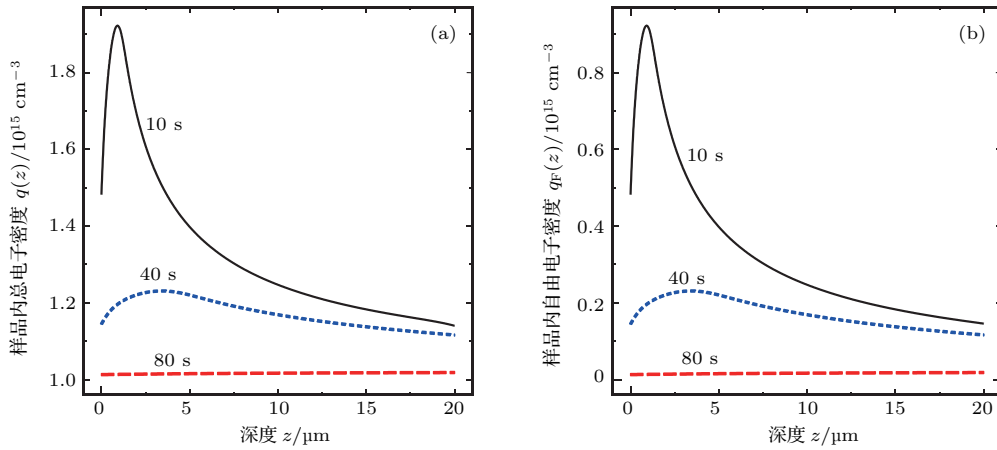 (a)
样品内总电子密度 q(z)/10¹⁵ cm⁻³
1.8
1.6
1.4
1.2
1.0
10 s
40 s
80 s
0 5 10 15 20
深度 z/µm
(b)
样品内自由电子密度 q_F(z)/10¹⁵ cm⁻³
0.8
0.6
0.4
0.2
0
10 s
40 s
80 s
0 5 10 15 20
深度 z/µm